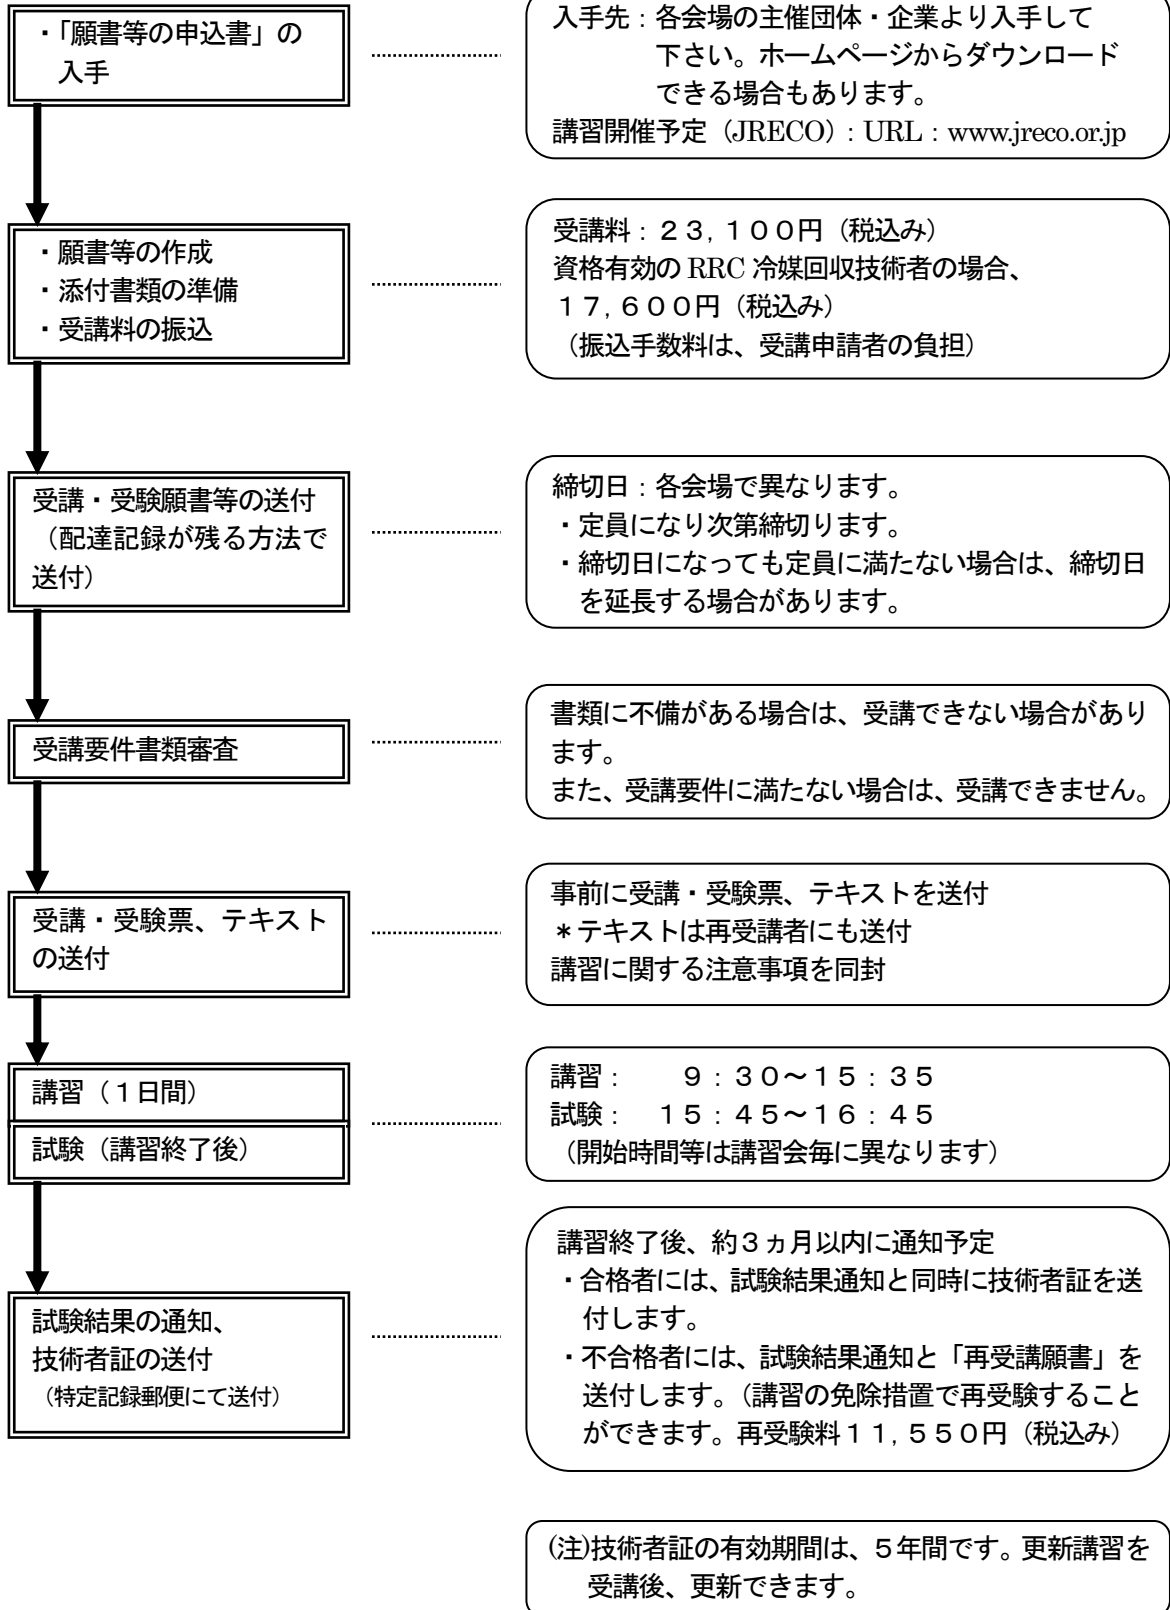 ・「願書等の申込書」の
入手
入手先：各会場の主催団体・企業より入手して
下さい。ホームページからダウンロード
できる場合もあります。
講習開催予定（JRECO）：URL：www.jreco.or.jp
・願書等の作成
・添付書類の準備
・受講料の振込
受講料：２３,１００円（税込み）
資格有効の RRC 冷媒回収技術者の場合、
１７,６００円（税込み）
（振込手数料は、受講申請者の負担）
受講・受験願書等の送付
（配達記録が残る方法で
送付）
締切日：各会場で異なります。
・定員になり次第締切ります。
・締切日になっても定員に満たない場合は、締切日
を延長する場合があります。
受講要件書類審査
書類に不備がある場合は、受講できない場合があり
ます。
また、受講要件に満たない場合は、受講できません。
受講・受験票、テキスト
の送付
事前に受講・受験票、テキストを送付
＊テキストは再受講者にも送付
講習に関する注意事項を同封
講習（１日間）
試験（講習終了後）
講習：　　９：３０～１５：３５
試験：　１５：４５～１６：４５
（開始時間等は講習会毎に異なります）
試験結果の通知、
技術者証の送付
（特定記録郵便にて送付）
講習終了後、約３ヵ月以内に通知予定
・合格者には、試験結果通知と同時に技術者証を送
付します。
・不合格者には、試験結果通知と「再受講願書」を
送付します。（講習の免除措置で再受験すること
ができます。再受験料１１,５５０円（税込み）
(注)技術者証の有効期間は、５年間です。更新講習を
受講後、更新できます。